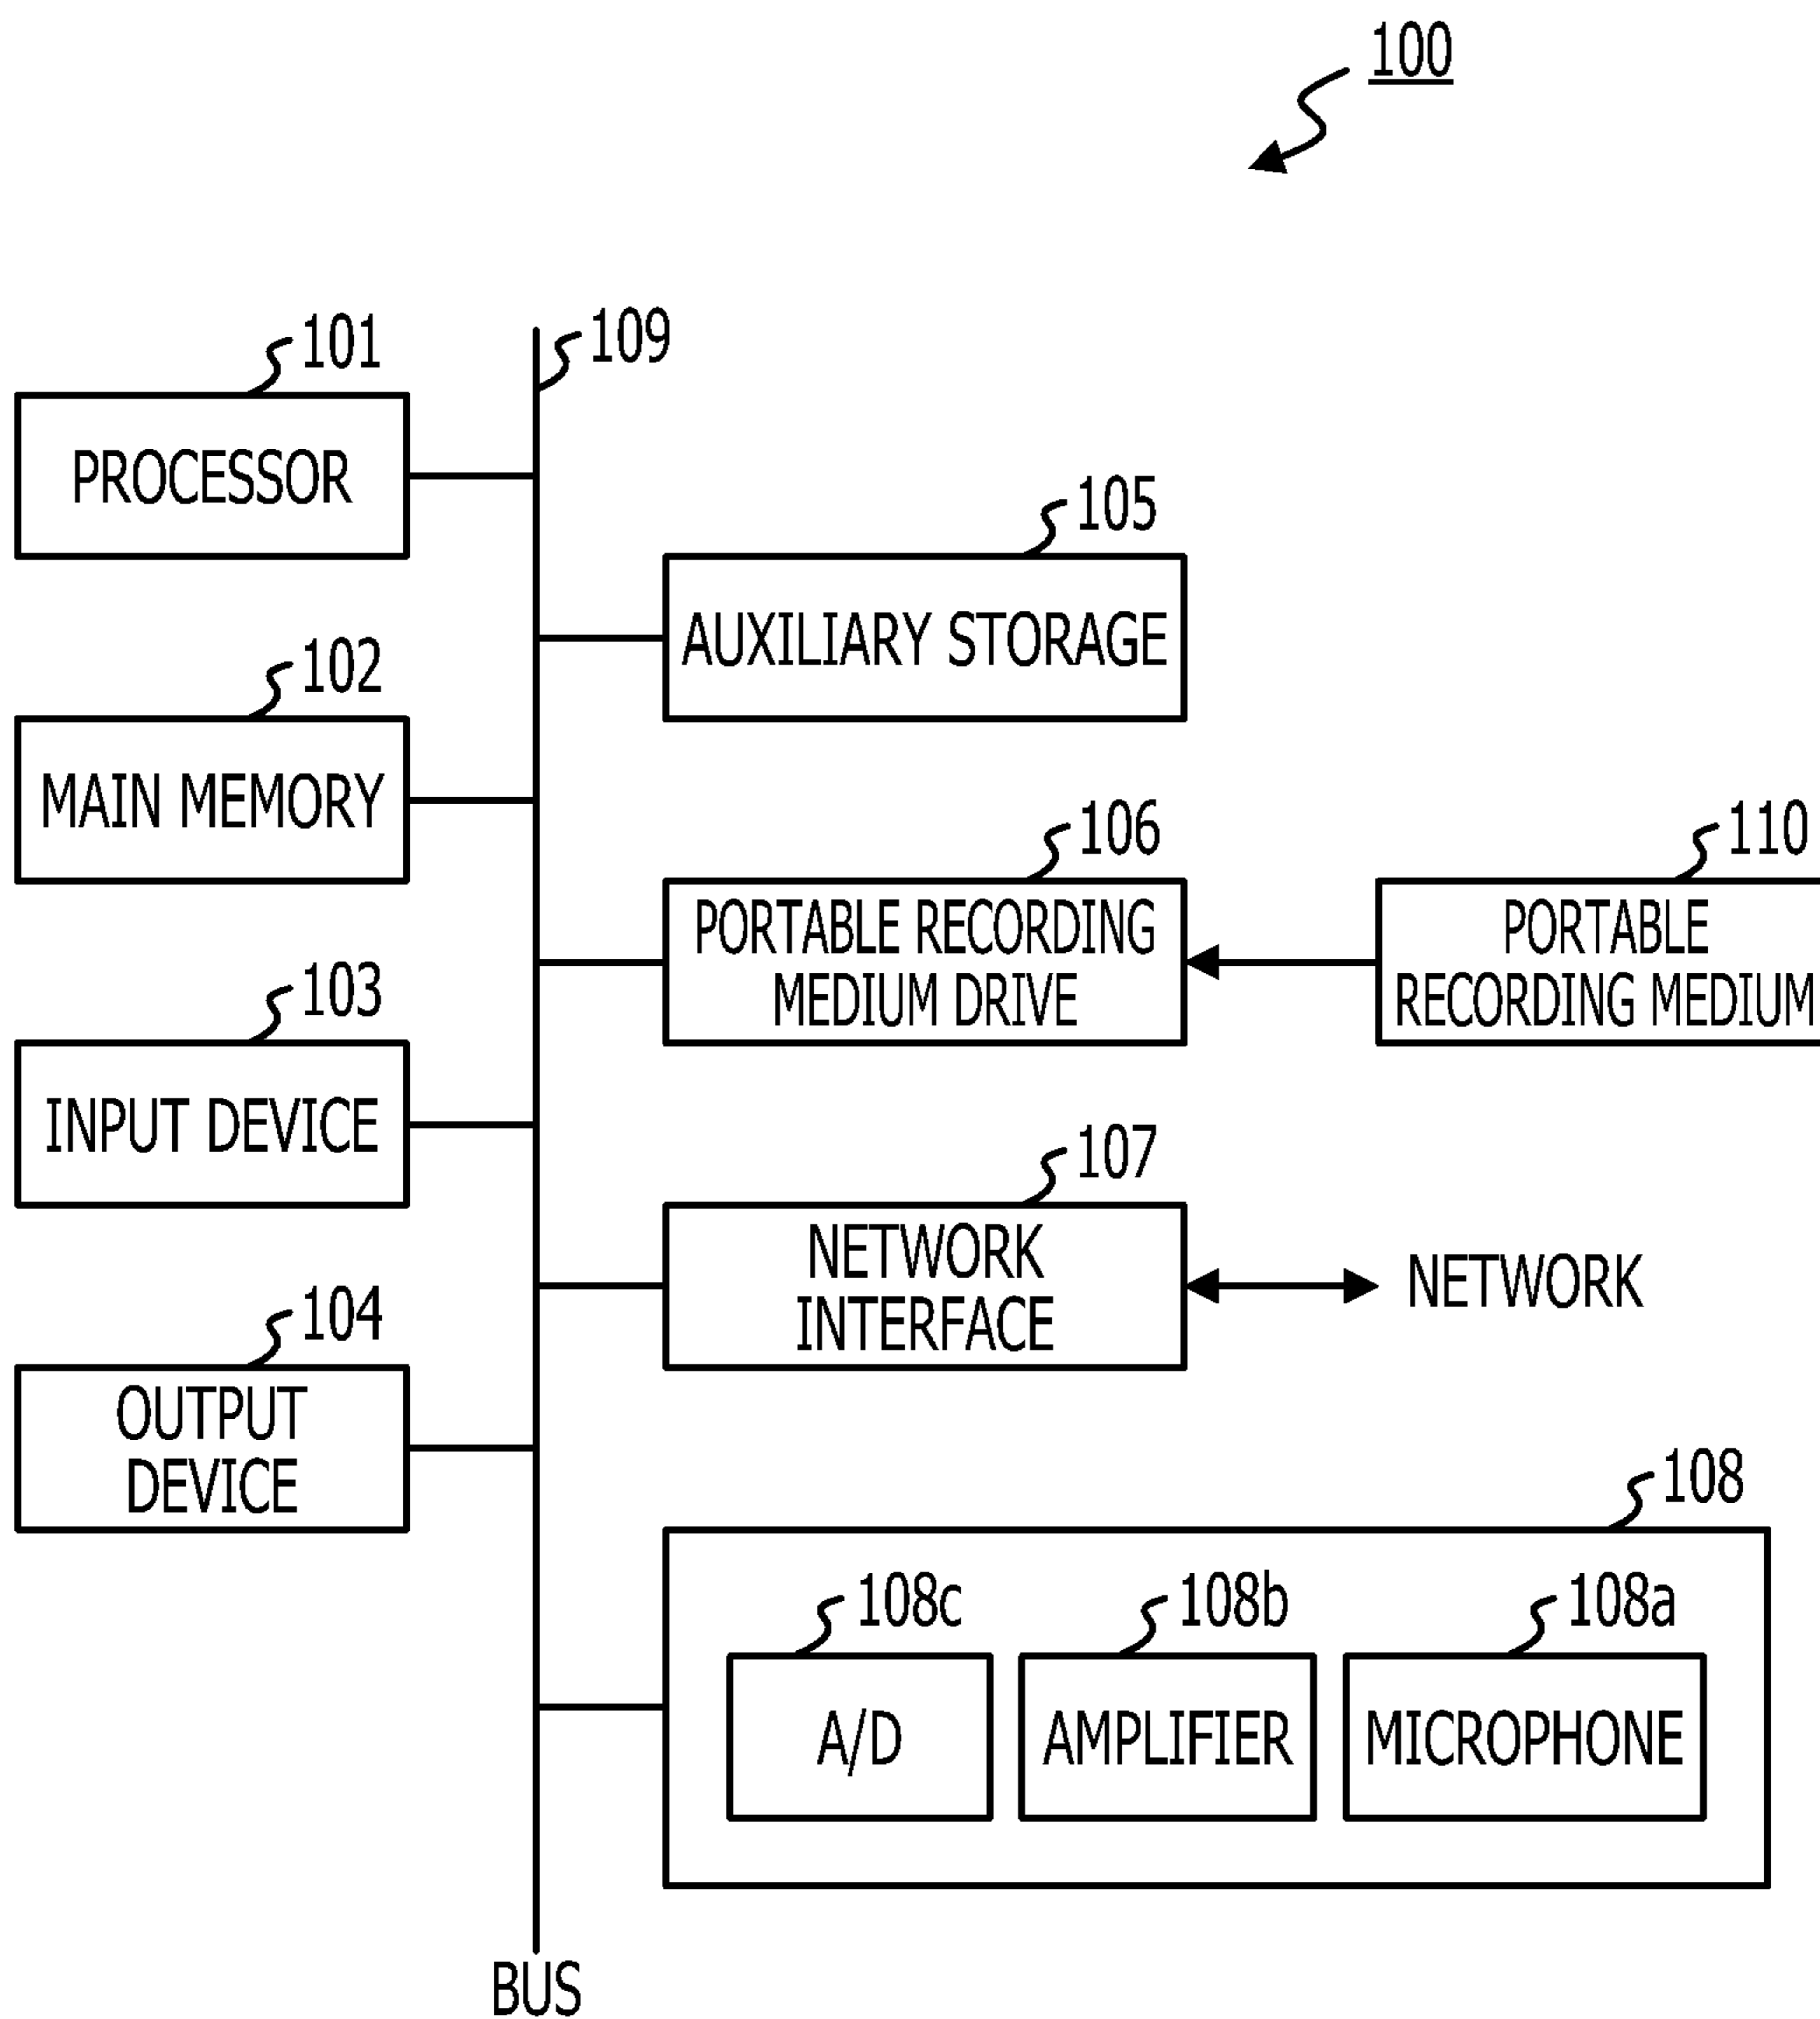 100
101
109
PROCESSOR
105
AUXILIARY STORAGE
102
MAIN MEMORY
106
110
PORTABLE RECORDING
MEDIUM DRIVE
PORTABLE
RECORDING MEDIUM
103
INPUT DEVICE
107
NETWORK
INTERFACE
NETWORK
104
OUTPUT
DEVICE
108
108c
108b
108a
A/D
AMPLIFIER
MICROPHONE
BUS